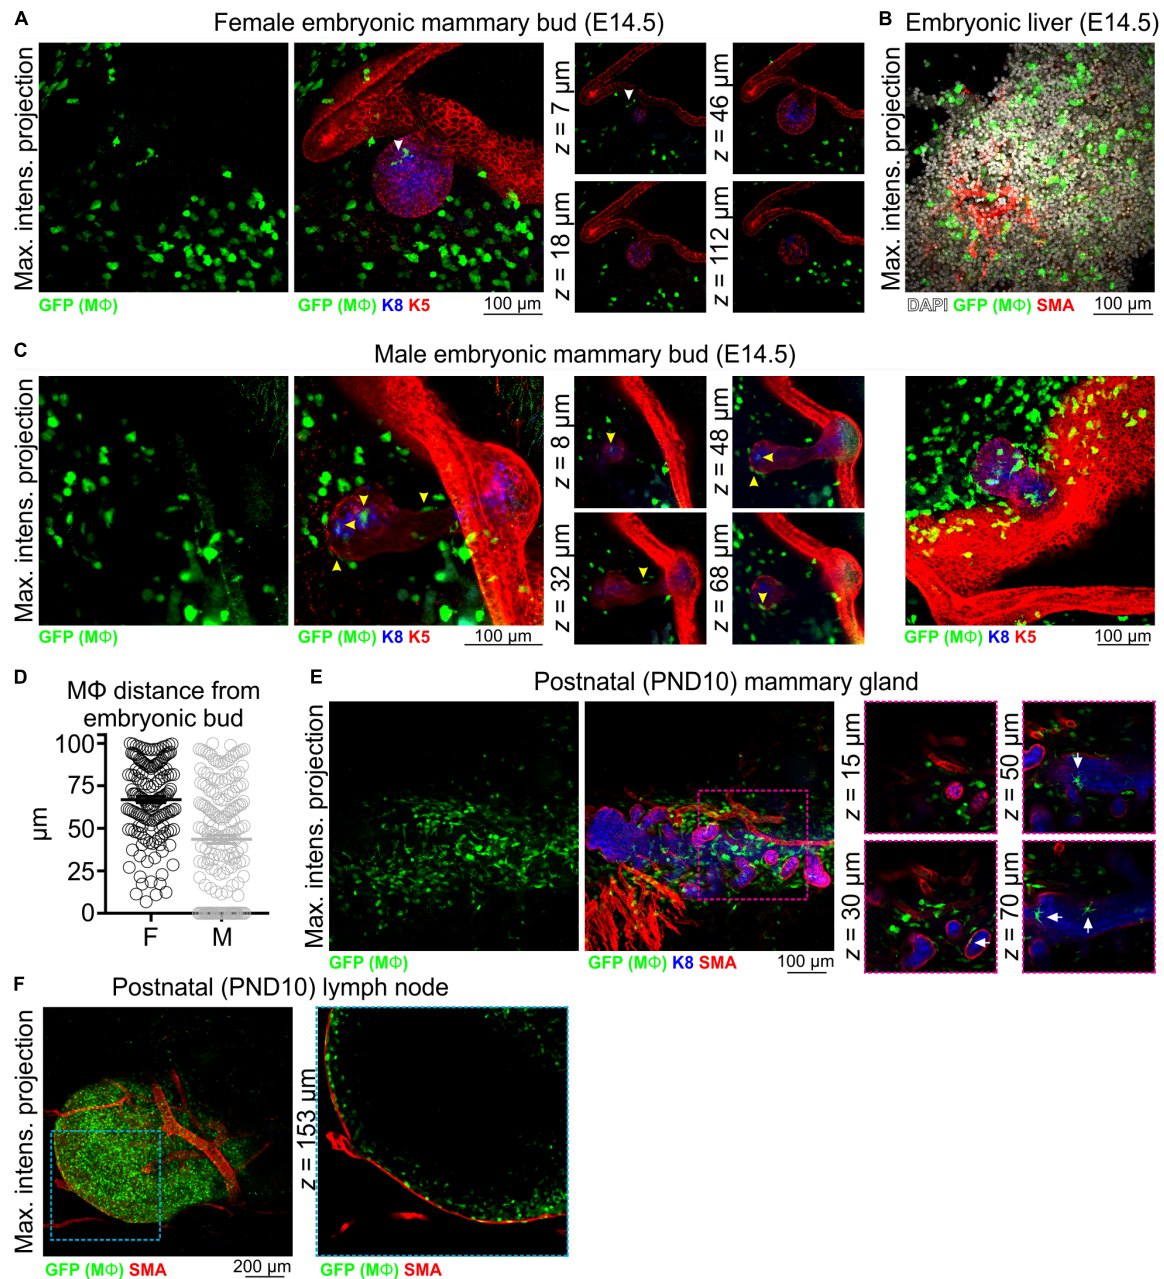 A
Female embryonic mammary bud (E14.5)
Max. intens. projection
GFP (MΦ)
GFP (MΦ) K8 K5
100 µm
z = 7 µm
z = 46 µm
z = 18 µm
z = 112 µm
B
Embryonic liver (E14.5)
Max. intens. projection
DAPI GFP (MΦ) SMA
100 µm
C
Male embryonic mammary bud (E14.5)
Max. intens. projection
GFP (MΦ)
GFP (MΦ) K8 K5
100 µm
z = 8 µm
z = 48 µm
z = 32 µm
z = 68 µm
GFP (MΦ) K8 K5
100 µm
D
MΦ distance from
embryonic bud
µm
100
75
50
25
0
F M
E
Postnatal (PND10) mammary gland
Max. intens. projection
GFP (MΦ)
GFP (MΦ) K8 SMA
100 µm
z = 15 µm
z = 50 µm
z = 30 µm
z = 70 µm
F
Postnatal (PND10) lymph node
Max. intens. projection
GFP (MΦ) SMA
200 µm
z = 153 µm
GFP (MΦ) SMA